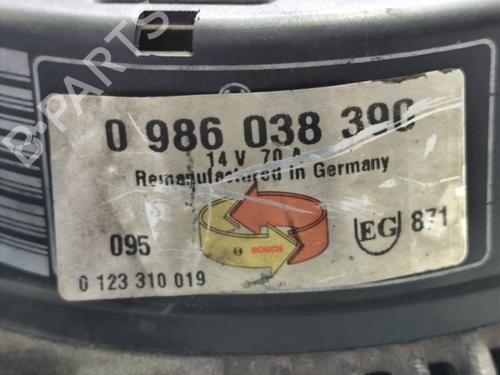 B-PARTS
0 986 038 390
14 V 70 A
Remanufactured in Germany
095
BOSCH
EG 871
0 123 310 019